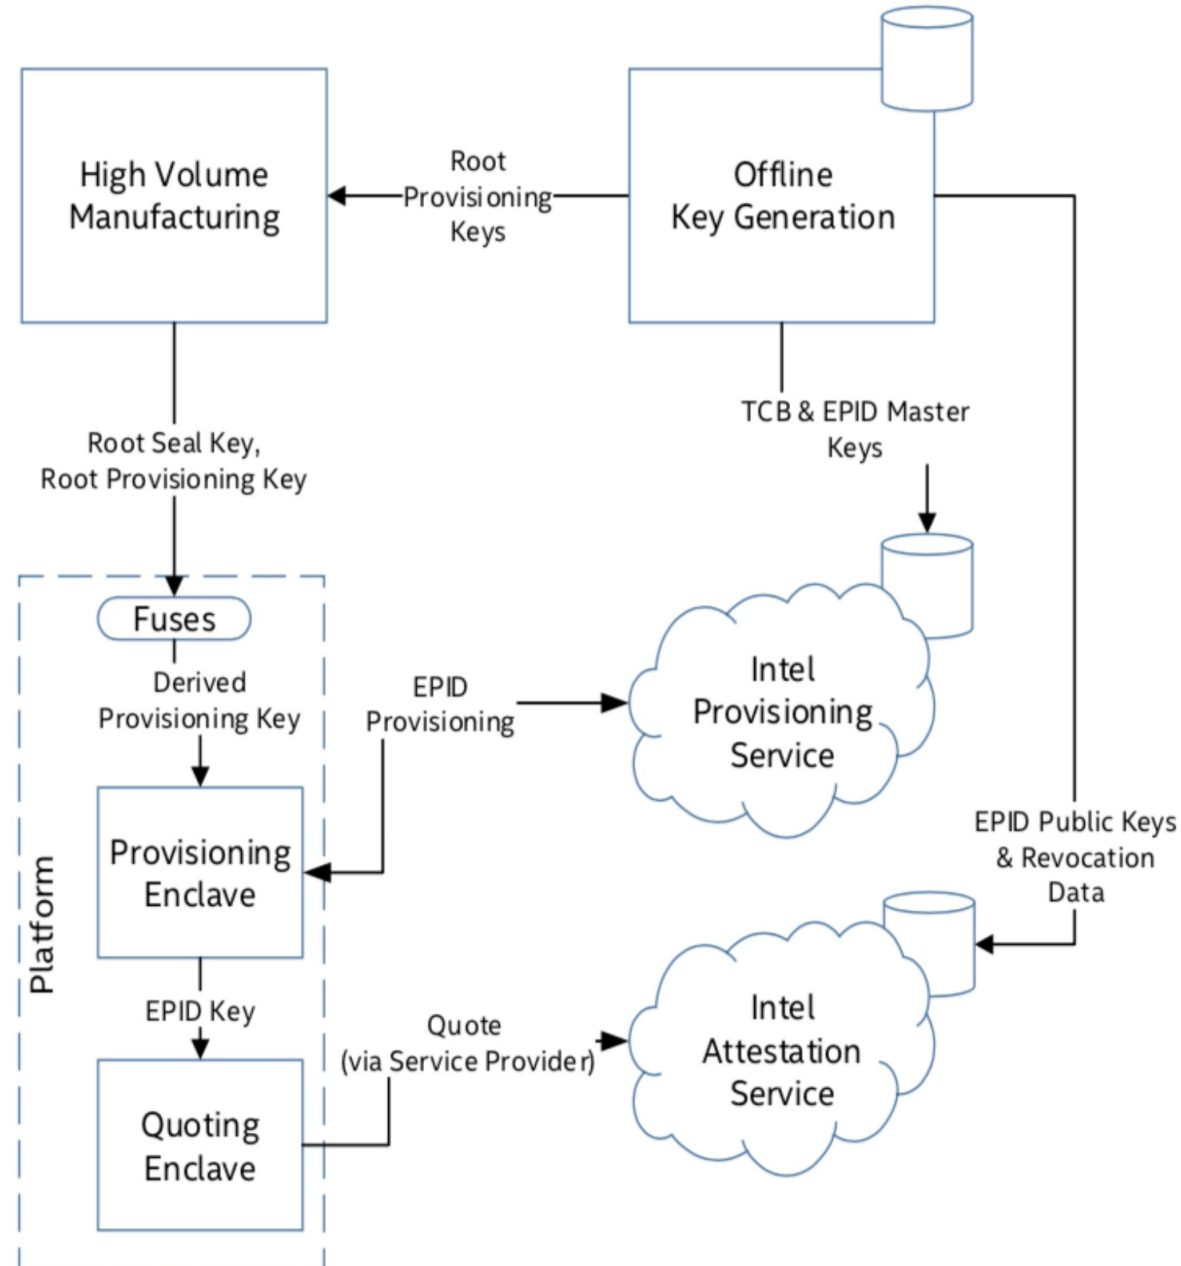 High Volume
Manufacturing
Root
Provisioning
Keys
Offline
Key Generation
TCB & EPID Master
Keys
Root Seal Key,
Root Provisioning Key
Fuses
Derived
Provisioning Key
EPID
Provisioning
Intel
Provisioning
Service
Provisioning
Enclave
Platform
EPID Public Keys
& Revocation
Data
EPID Key
Quote
(via Service Provider)
Intel
Attestation
Service
Quoting
Enclave